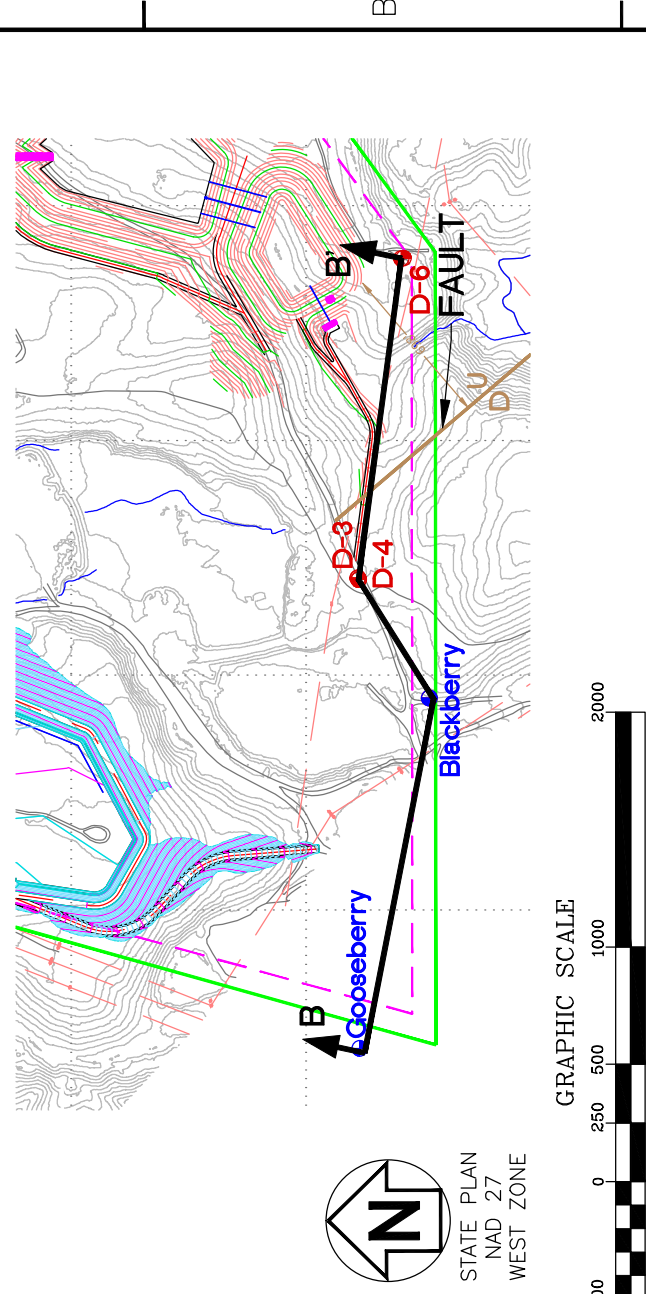 B'
D-6
FAULT
U
D
D-3
D-4
Blackberry
Gooseberry
B
N
STATE PLAN
NAD 27
WEST ZONE
GRAPHIC SCALE
0
250
500
1000
2000